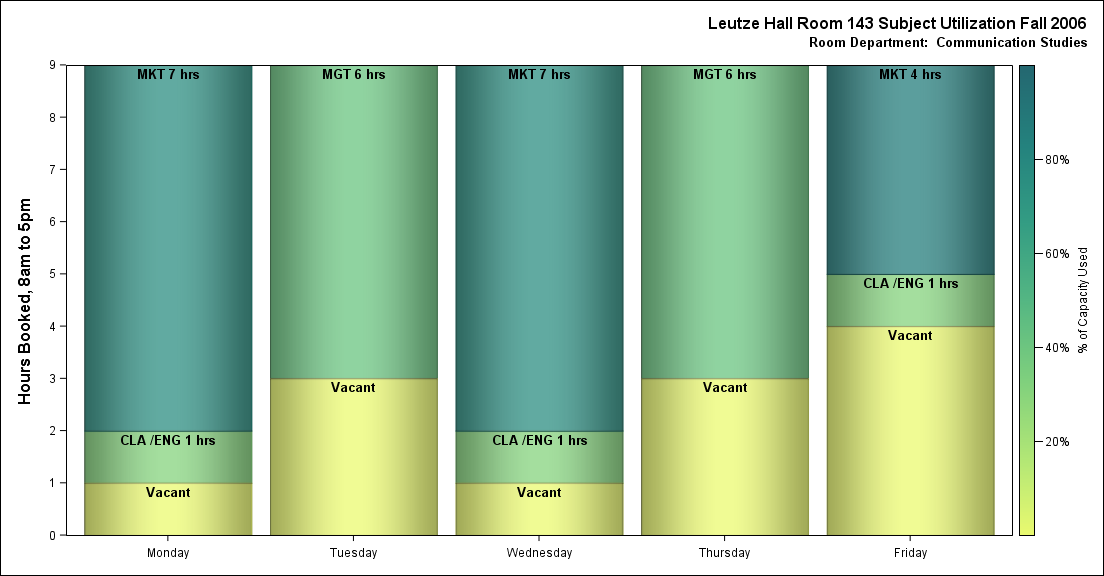 Leutze Hall Room 143 Subject Utilization Fall 2006
Room Department:  Communication Studies
Hours Booked, 8am to 5pm
9
8
7
6
5
4
3
2
1
0
MKT 7 hrs
CLA /ENG 1 hrs
Vacant
MGT 6 hrs
Vacant
MKT 7 hrs
CLA /ENG 1 hrs
Vacant
MGT 6 hrs
Vacant
MKT 4 hrs
CLA /ENG 1 hrs
Vacant
Monday
Tuesday
Wednesday
Thursday
Friday
80%
60%
40%
20%
% of Capacity Used